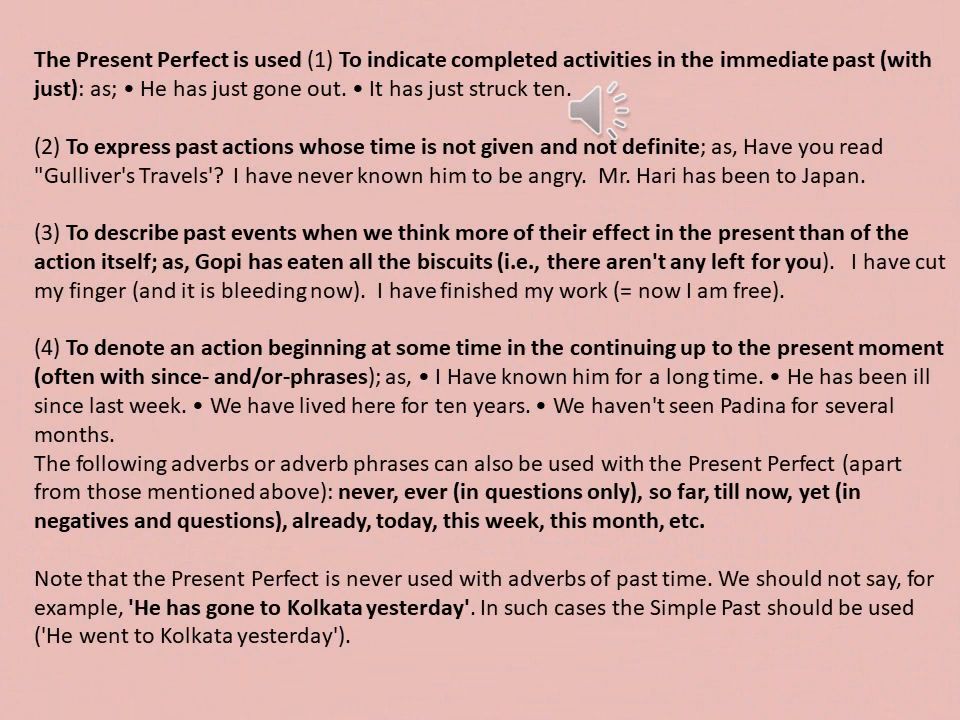 The Present Perfect is used (1) To indicate completed activities in the immediate past (with
just): as; • He has just gone out. • It has just struck ten.
(2) To express past actions whose time is not given and not definite; as, Have you read
"Gulliver's Travels'? I have never known him to be angry. Mr. Hari has been to Japan.
(3) To describe past events when we think more of their effect in the present than of the
action itself; as, Gopi has eaten all the biscuits (i.e., there aren't any left for you). I have cut
my finger (and it is bleeding now). I have finished my work (= now I am free).
(4) To denote an action beginning at some time in the continuing up to the present moment
(often with since- and/or-phrases); as, • I Have known him for a long time. • He has been ill
since last week. • We have lived here for ten years. • We haven't seen Padina for several
months.
The following adverbs or adverb phrases can also be used with the Present Perfect (apart
from those mentioned above): never, ever (in questions only), so far, till now, yet (in
negatives and questions), already, today, this week, this month, etc.
Note that the Present Perfect is never used with adverbs of past time. We should not say, for
example, 'He has gone to Kolkata yesterday'. In such cases the Simple Past should be used
('He went to Kolkata yesterday').